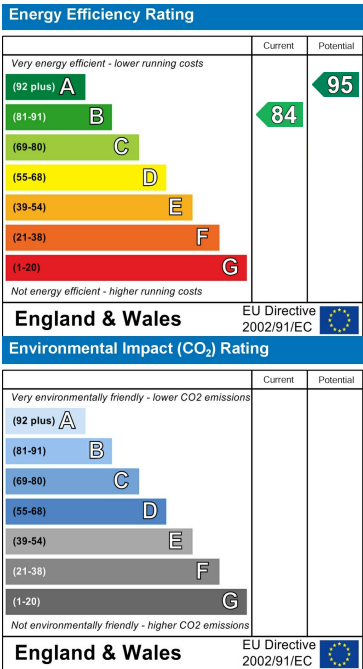 Energy Efficiency Rating
Current Potential
Very energy efficient - lower running costs
(92 plus) A
95
(81-91) B
84
(69-80) C
(55-68) D
(39-54) E
(21-38) F
(1-20) G
Not energy efficient - higher running costs
England & Wales
EU Directive
2002/91/EC
Environmental Impact (CO₂) Rating
Current Potential
Very environmentally friendly - lower CO2 emissions
(92 plus) A
(81-91) B
(69-80) C
(55-68) D
(39-54) E
(21-38) F
(1-20) G
Not environmentally friendly - higher CO2 emissions
England & Wales
EU Directive
2002/91/EC